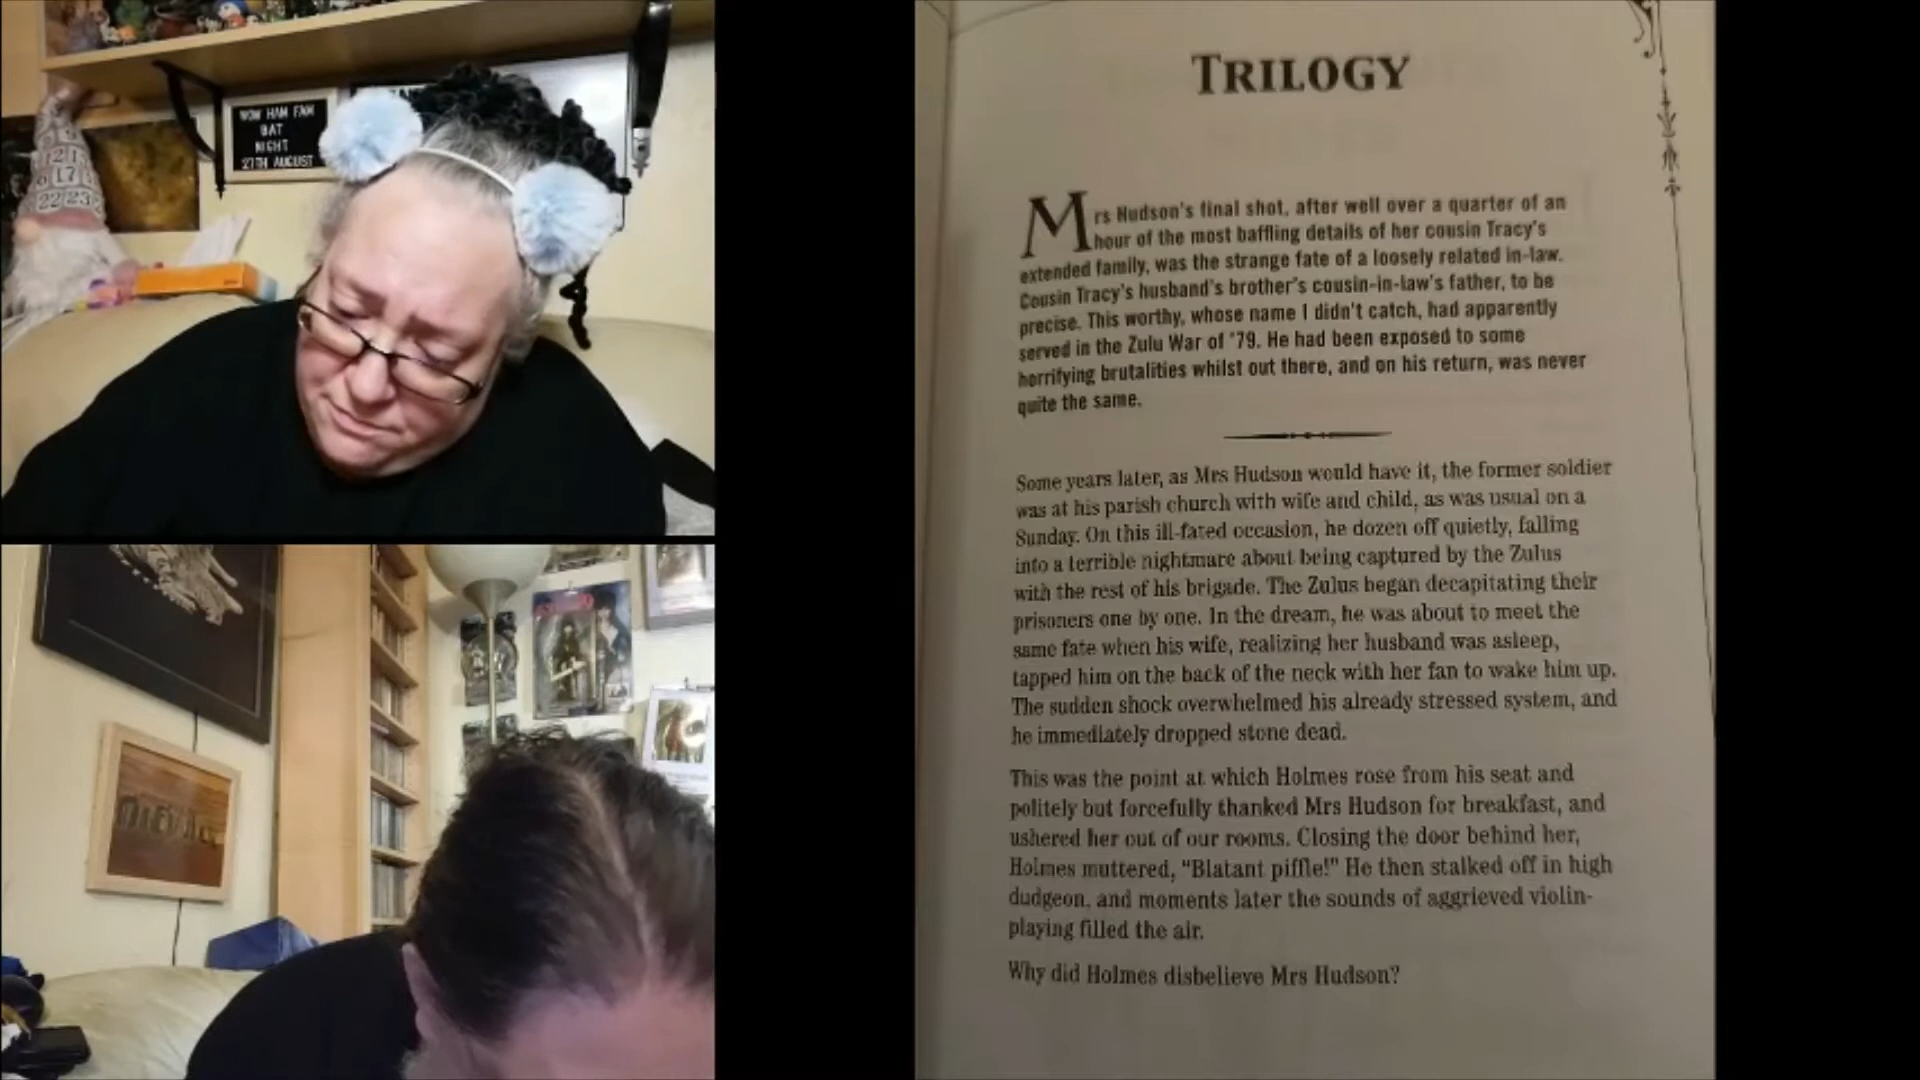 WOW HAM FAM
BAT
NIGHT
27TH AUGUST
TRILOGY
Mrs Hudson's final shot, after well over a quarter of an
hour of the most baffling details of her cousin Tracy's
extended family, was the strange fate of a loosely related in-law.
Cousin Tracy's husband's brother's cousin-in-law's father, to be
precise. This worthy, whose name I didn't catch, had apparently
served in the Zulu War of '79. He had been exposed to some
horrifying brutalities whilst out there, and on his return, was never
quite the same.
Some years later, as Mrs Hudson would have it, the former soldier
was at his parish church with wife and child, as was usual on a
Sunday. On this ill-fated occasion, he dozen off quietly, falling
into a terrible nightmare about being captured by the Zulus
with the rest of his brigade. The Zulus began decapitating their
prisoners one by one. In the dream, he was about to meet the
same fate when his wife, realizing her husband was asleep,
tapped him on the back of the neck with her fan to wake him up.
The sudden shock overwhelmed his already stressed system, and
he immediately dropped stone dead.
This was the point at which Holmes rose from his seat and
politely but forcefully thanked Mrs Hudson for breakfast, and
ushered her out of our rooms. Closing the door behind her,
Holmes muttered, "Blatant piffle!" He then stalked off in high
dudgeon, and moments later the sounds of aggrieved violin-
playing filled the air.
Why did Holmes disbelieve Mrs Hudson?